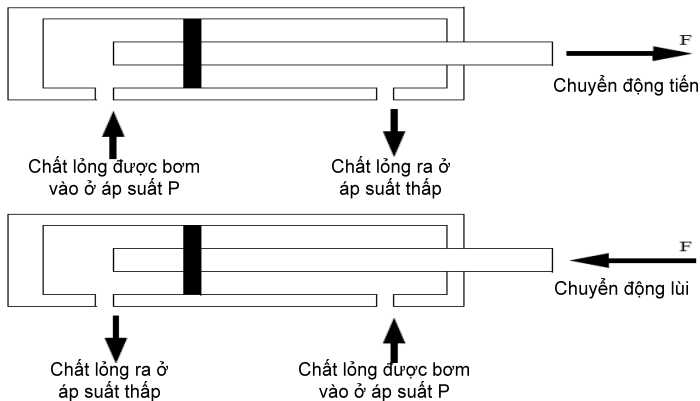 F
Chuyển động tiến
Chất lỏng được bơm
vào ở áp suất P
Chất lỏng ra ở
áp suất thấp
F
Chuyển động lùi
Chất lỏng ra ở
áp suất thấp
Chất lỏng được bơm
vào ở áp suất P